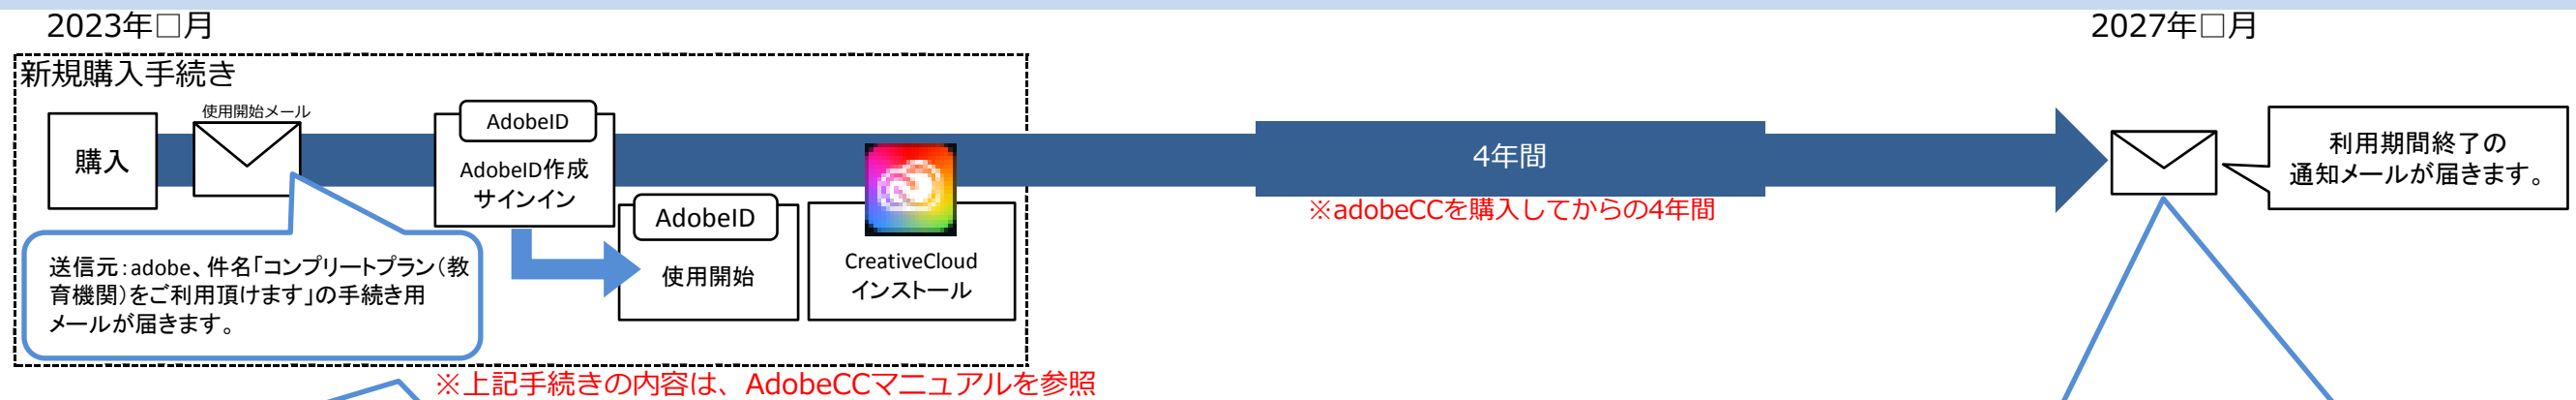 2023年□月
2027年□月
新規購入手続き
購入
使用開始メール
AdobeID
AdobeID作成
サインイン
AdobeID
使用開始
CreativeCloud
インストール
送信元:adobe、件名「コンプリートプラン(教
育機関)をご利用頂けます」の手続き用
メールが届きます。
※上記手続きの内容は、AdobeCCマニュアルを参照
4年間
※adobeCCを購入してからの4年間
利用期間終了の
通知メールが届きます。